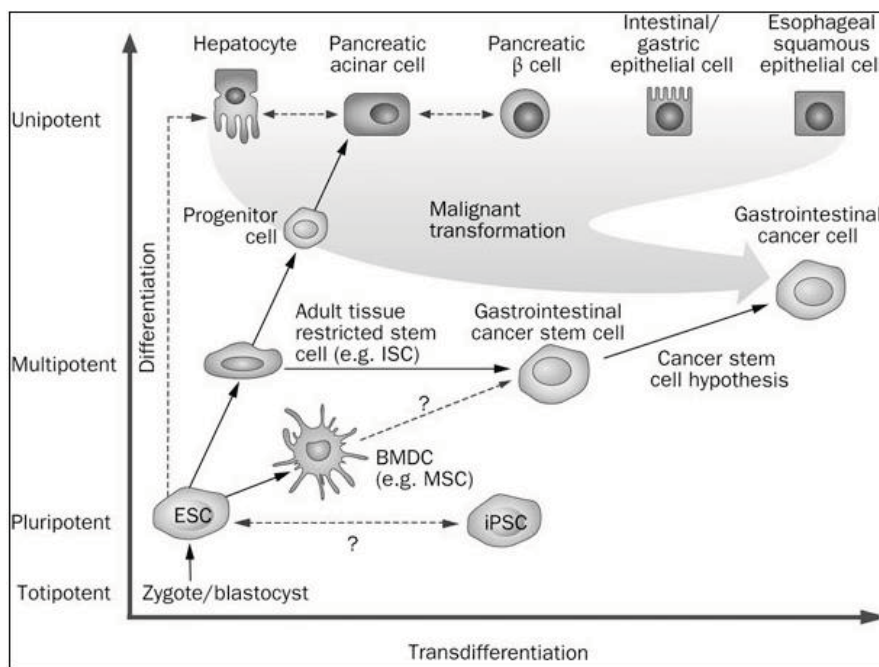 Hepatocyte
Pancreatic
acinar cell
Pancreatic
β cell
Intestinal/
gastric
epithelial cell
Esophageal
squamous
epithelial cell
Unipotent
Progenitor
cell
Malignant
transformation
Gastrointestinal
cancer cell
Differentiation
Adult tissue
restricted stem
cell (e.g. ISC)
Gastrointestinal
cancer stem cell
Multipotent
Cancer stem
cell hypothesis
?
BMDC
(e.g. MSC)
Pluripotent
ESC
?
iPSC
Totipotent
Zygote/blastocyst
Transdifferentiation